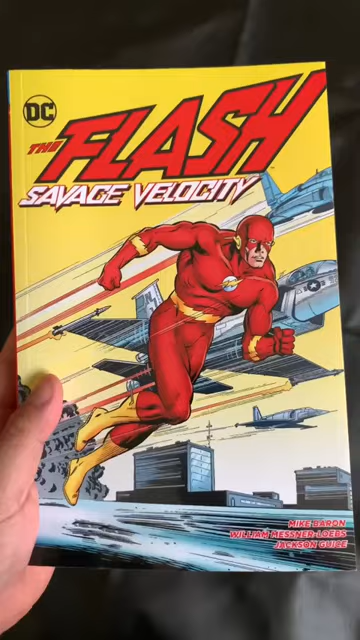 DC
THE FLASH
SAVAGE VELOCITY
MIKE BARON
WILLIAM MESSNER-LOEBS
JACKSON GUICE